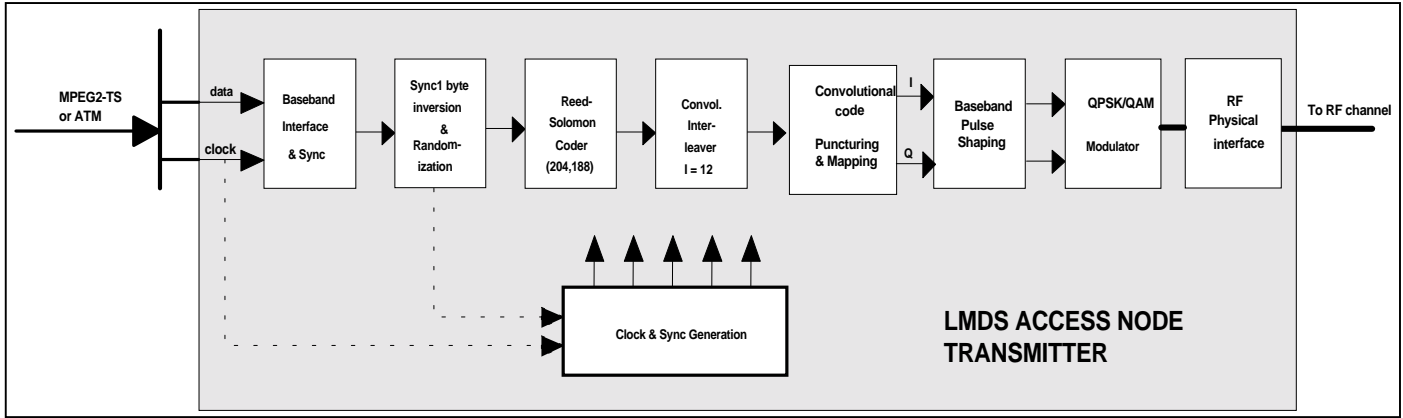 MPEG2-TS
or ATM
data
clock
Baseband
Interface
& Sync
Sync1 byte
inversion
&
Random-
ization
Reed-
Solomon
Coder
(204,188)
Convol.
Inter-
leaver
I = 12
Convolutional
code
Puncturing
& Mapping
I
Q
Baseband
Pulse
Shaping
QPSK/QAM
Modulator
RF
Physical
interface
To RF channel
Clock & Sync Generation
LMDS ACCESS NODE
TRANSMITTER